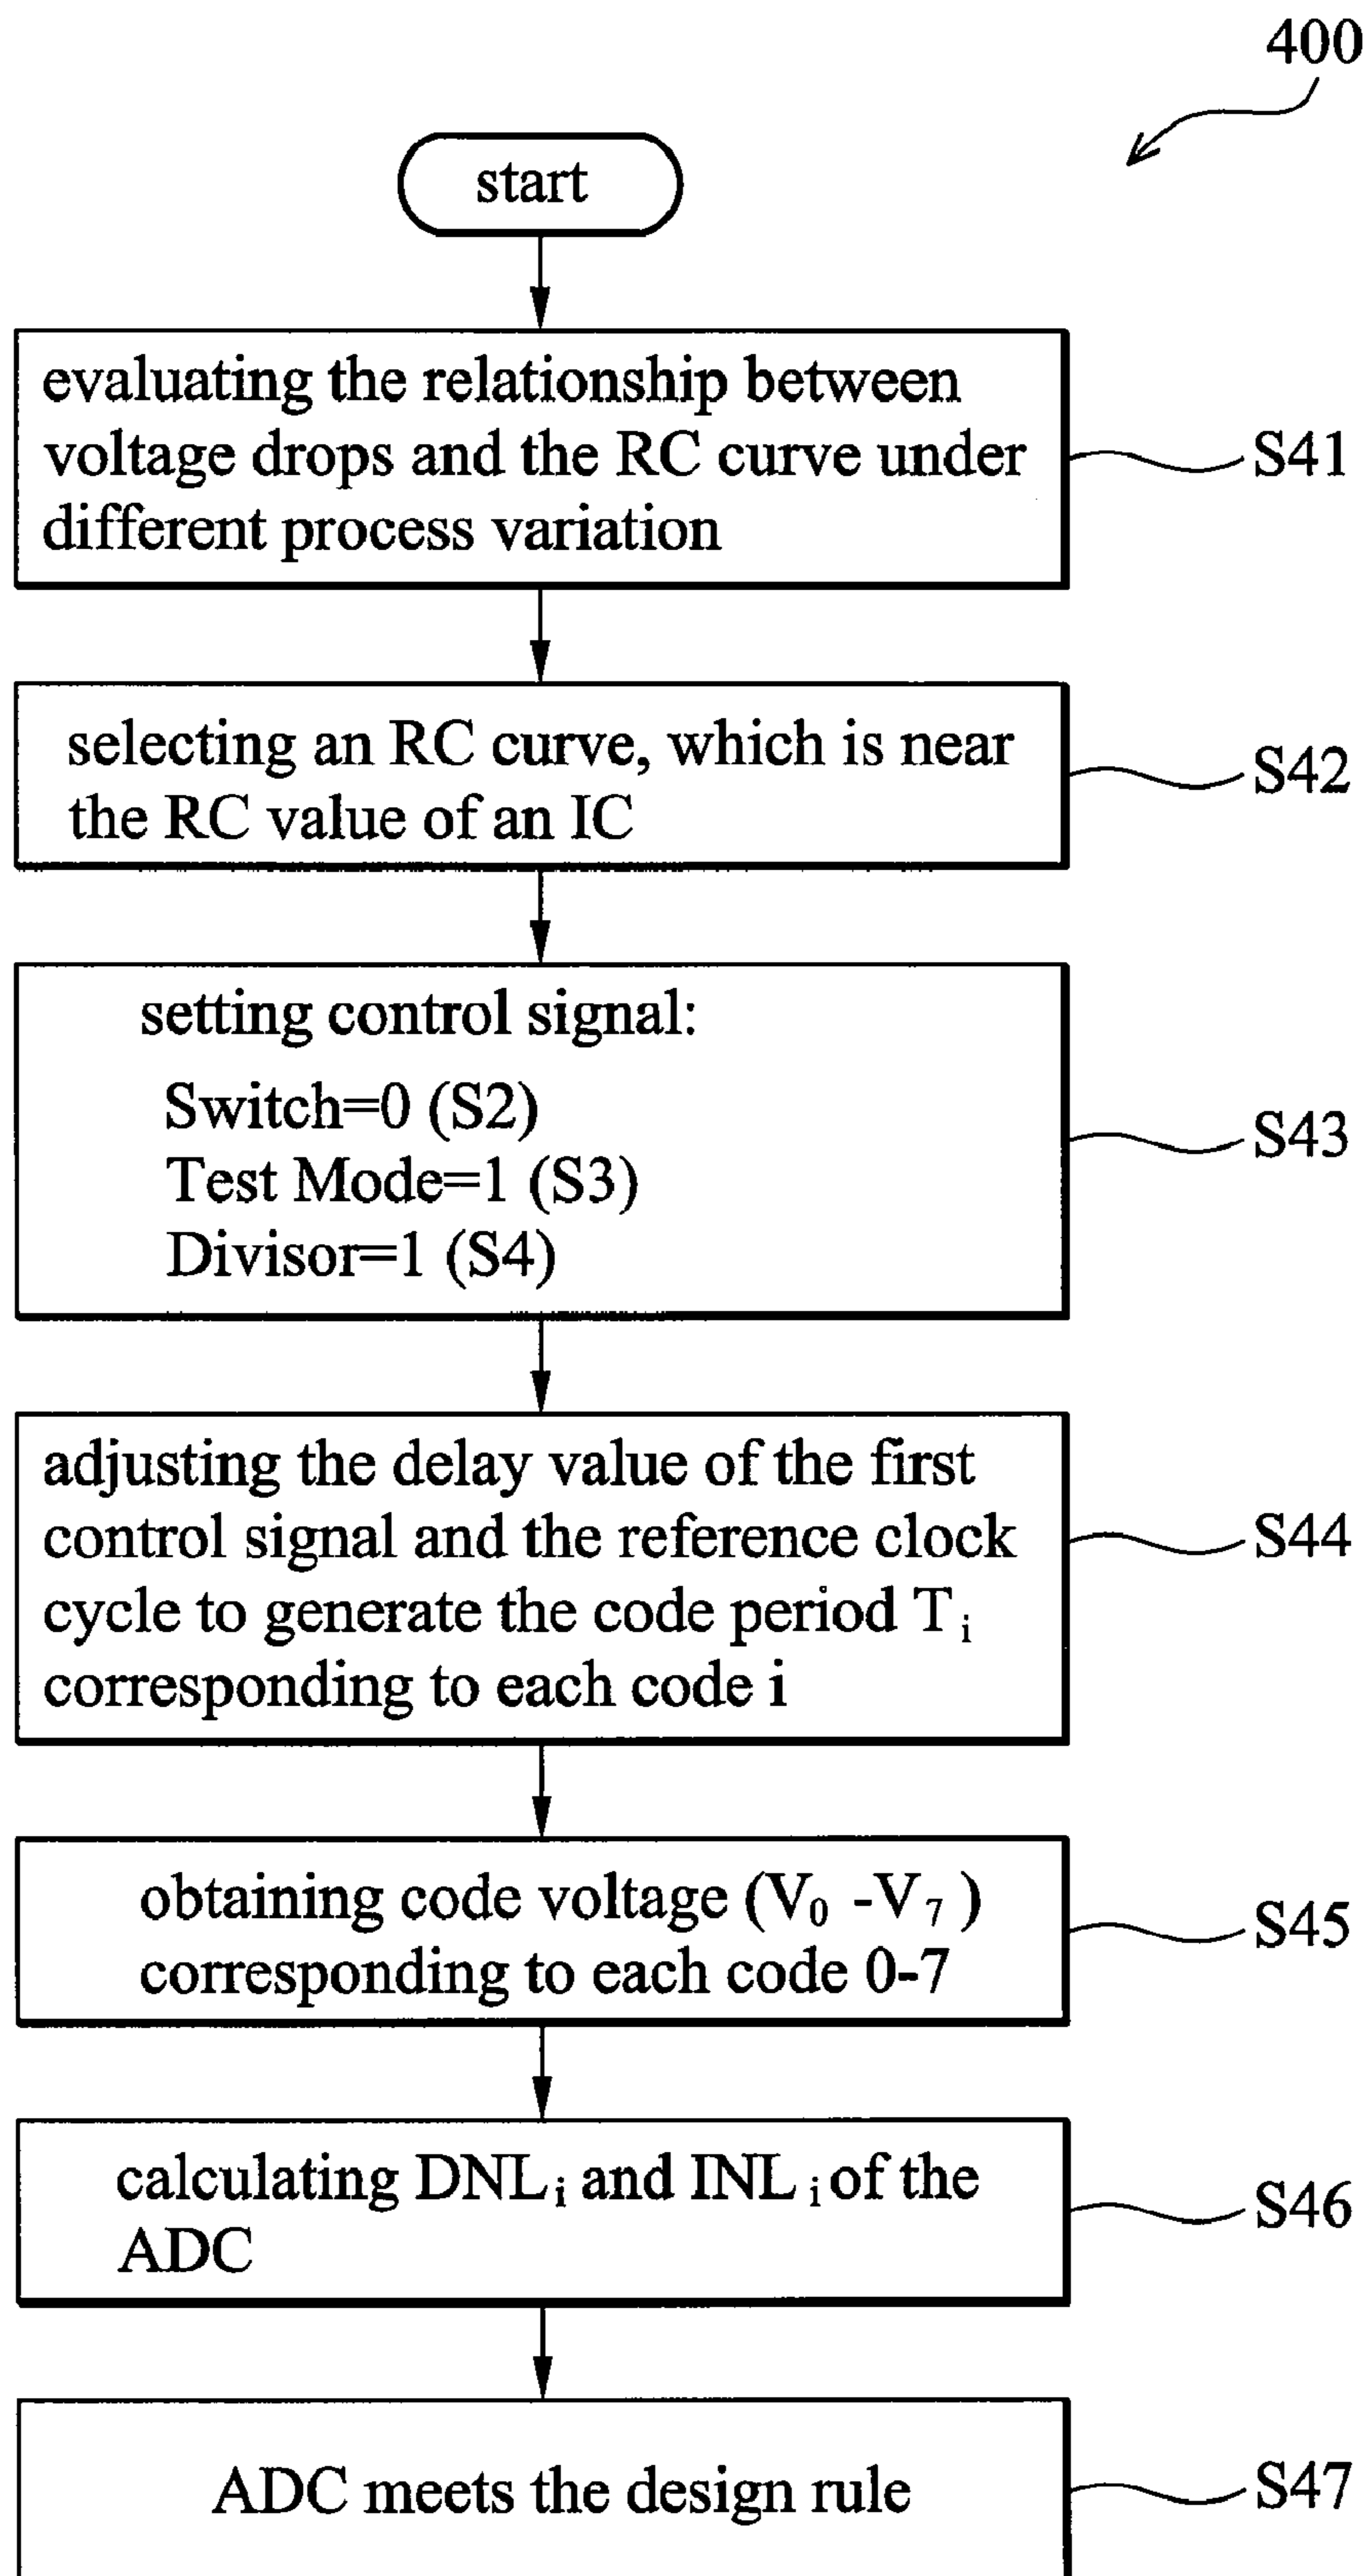 400
start
evaluating the relationship between
voltage drops and the RC curve under
different process variation
S41
selecting an RC curve, which is near
the RC value of an IC
S42
setting control signal:
Switch=0 (S2)
Test Mode=1 (S3)
Divisor=1 (S4)
S43
adjusting the delay value of the first
control signal and the reference clock
cycle to generate the code period Tᵢ
corresponding to each code i
S44
obtaining code voltage (V₀ -V₇ )
corresponding to each code 0-7
S45
calculating DNLᵢ and INLᵢ of the
ADC
S46
ADC meets the design rule
S47